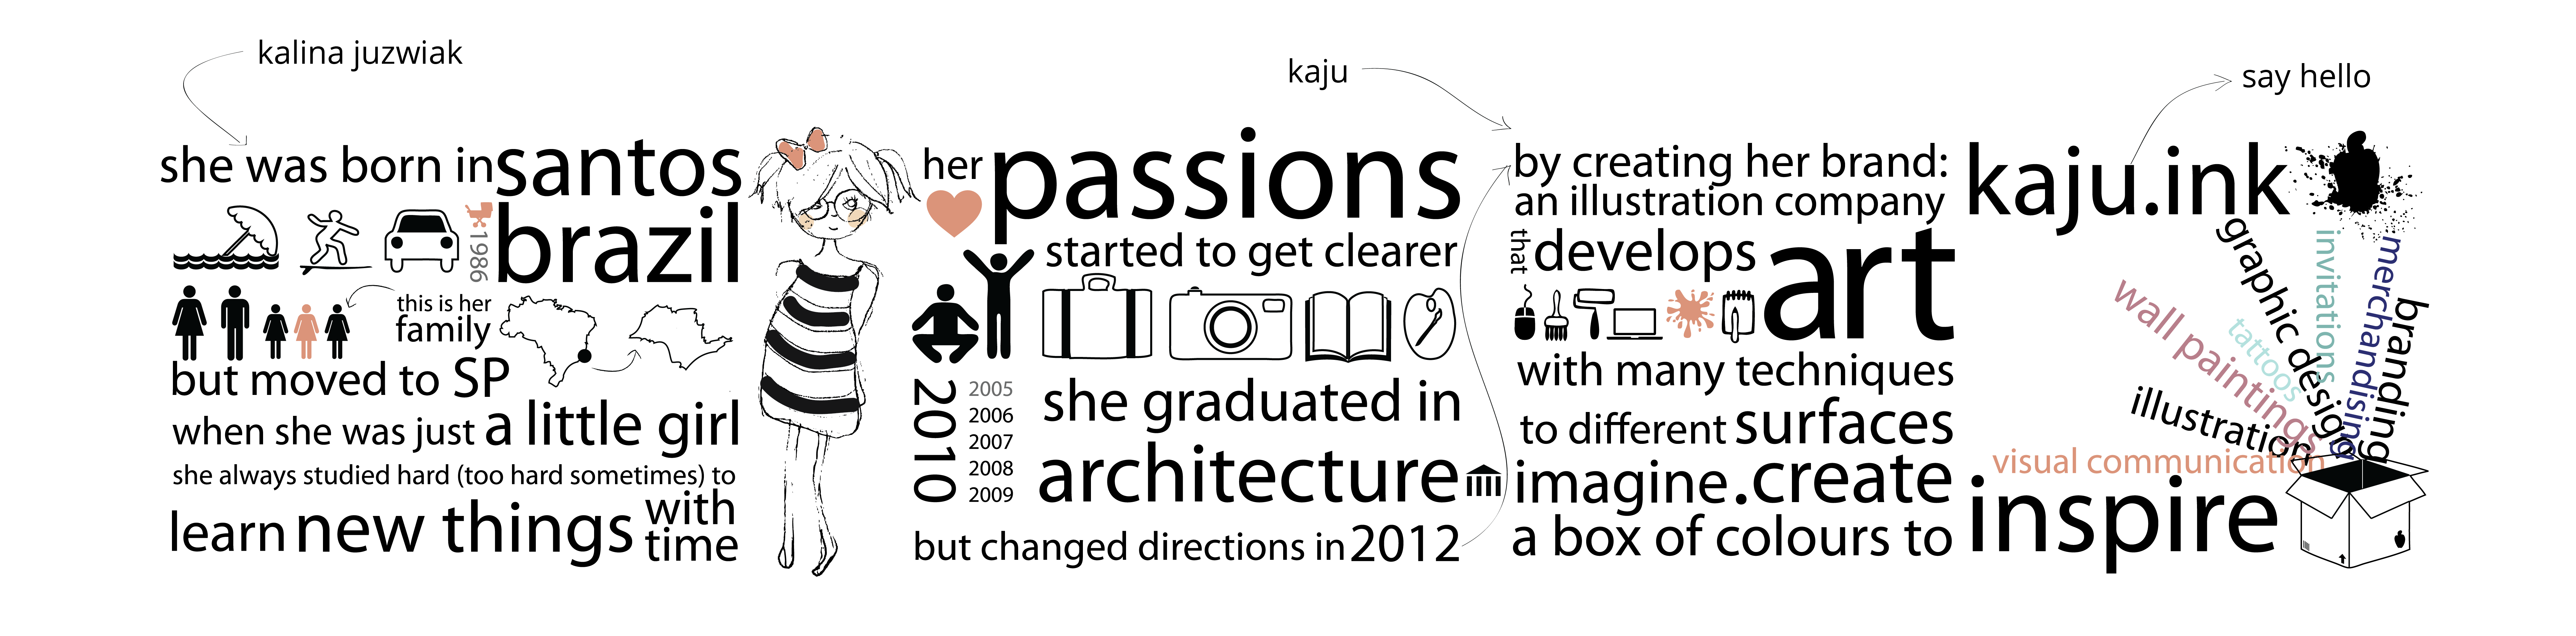 kalina juzwiak
she was born in santos
brazil
1986
this is her
family
but moved to SP
when she was just a little girl
she always studied hard (too hard sometimes) to
learn new things with
time
her passions
started to get clearer
2010
2005
2006
2007
2008
2009
she graduated in
architecture
but changed directions in 2012
kaju
by creating her brand:
an illustration company
that develops art
with many techniques
to different surfaces
imagine.create
a box of colours to
inspire
say hello
kaju.ink
graphic design
invitations
merchandising
branding
wall paintings
tattoos
illustration
visual communication